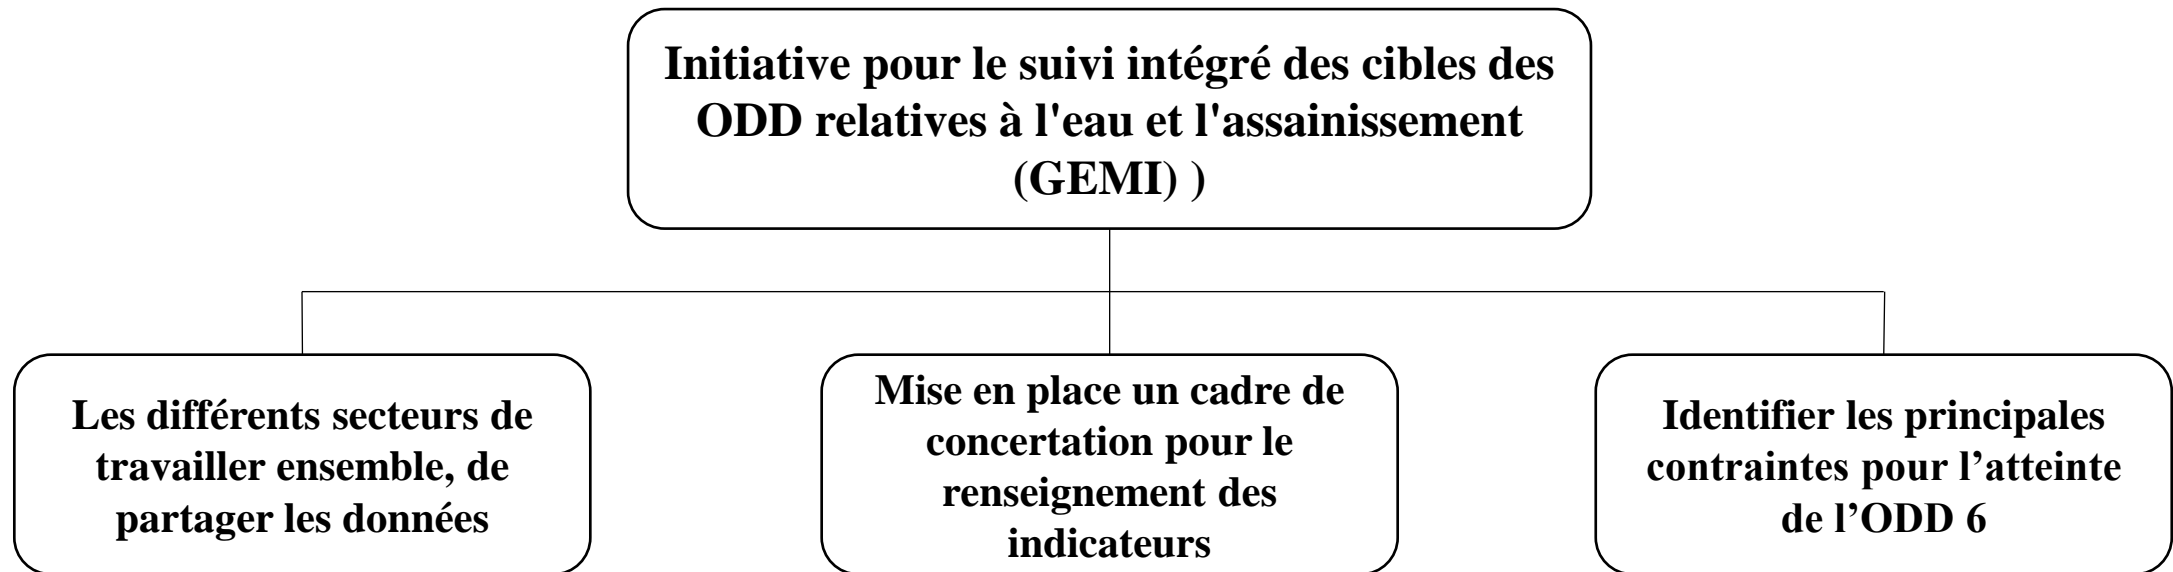 Initiative pour le suivi intégré des cibles des
ODD relatives à l'eau et l'assainissement
(GEMI) )
Les différents secteurs de
travailler ensemble, de
partager les données
Mise en place un cadre de
concertation pour le
renseignement des
indicateurs
Identifier les principales
contraintes pour l’atteinte
de l’ODD 6